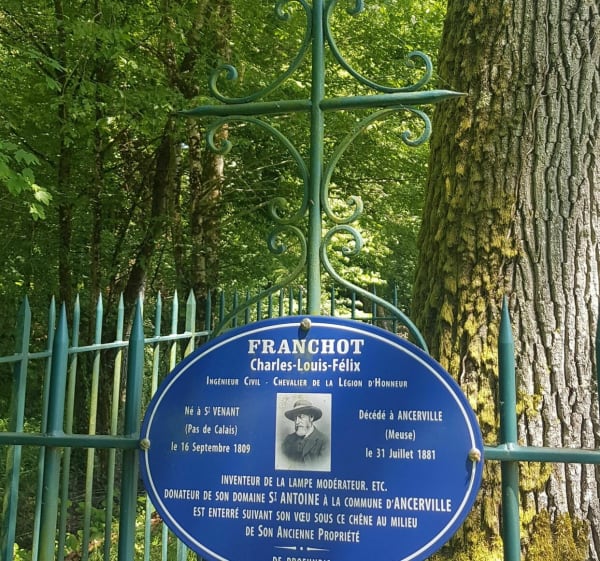 FRANCHOT
Charles-Louis-Félix
Ingénieur Civil - Chevalier de la Légion d'Honneur
Né à St VENANT
(Pas de Calais)
le 16 Septembre 1809
Décédé à ANCERVILLE
(Meuse)
le 31 Juillet 1881
INVENTEUR DE LA LAMPE MODÉRATEUR. ETC.
DONATEUR DE SON DOMAINE St ANTOINE À LA COMMUNE D'ANCERVILLE
EST ENTERRÉ SUIVANT SON VŒU SOUS CE CHÊNE AU MILIEU
DE SON ANCIENNE PROPRIÉTÉ
DE PROFUNDIS